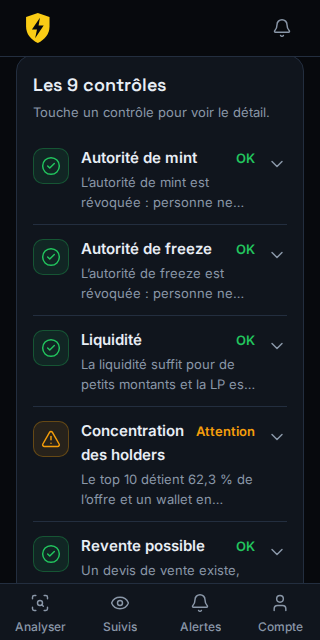 Les 9 contrôles
Touche un contrôle pour voir le détail.
Autorité de mint OK
L'autorité de mint est
révoquée : personne ne…
Autorité de freeze OK
L'autorité de freeze est
révoquée : personne ne…
Liquidité OK
La liquidité suffit pour de
petits montants et la LP es…
Concentration Attention
des holders
Le top 10 détient 62,3 % de
l'offre et un wallet en…
Revente possible OK
Un devis de vente existe,
Analyser Suivis Alertes Compte